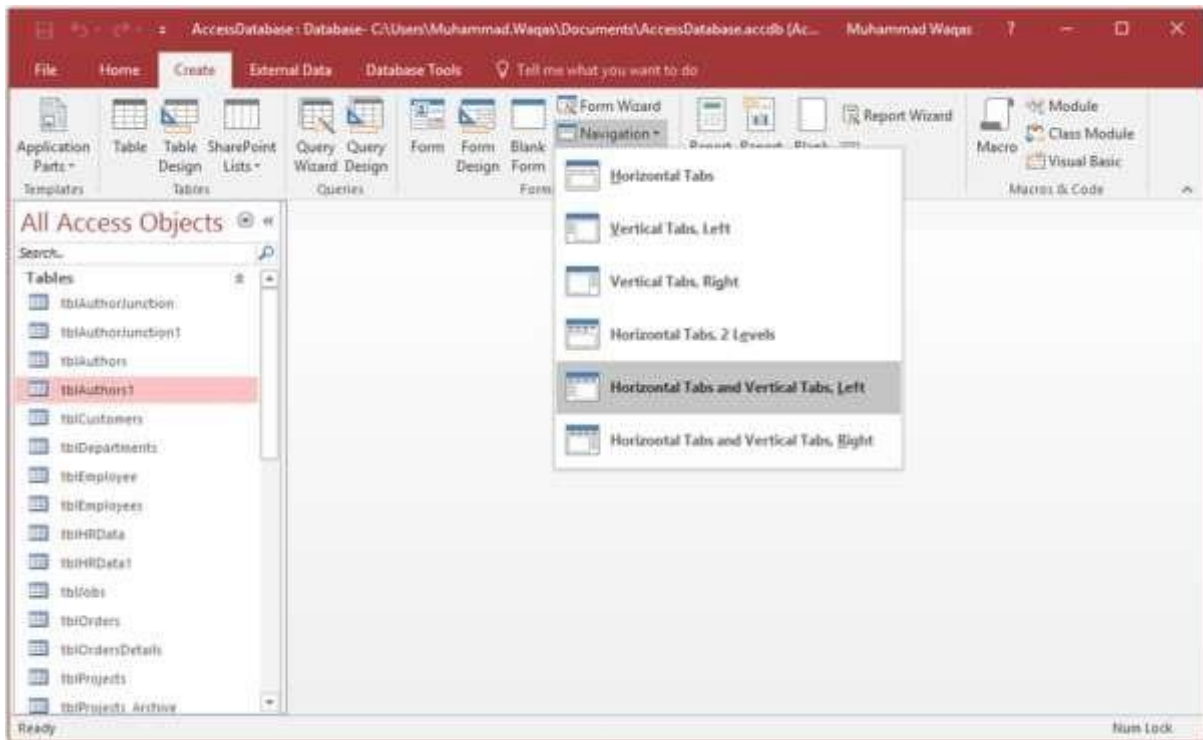 AccessDatabase : Database- C:\Users\Muhammad.Waqas\Documents\AccessDatabase.accdb (Ac... Muhammad Waqas ?
File Home Create External Data Database Tools Tell me what you want to do
Application Parts
Table
Table Design
SharePoint Lists
Query Wizard
Query Design
Form
Form Design
Blank Form
Form Wizard
Navigation
Report Wizard
Macro
Module
Class Module
Visual Basic
Templates Tables Queries Form Macros & Code
Horizontal Tabs
Vertical Tabs, Left
Vertical Tabs, Right
Horizontal Tabs, 2 Levels
Horizontal Tabs and Vertical Tabs, Left
Horizontal Tabs and Vertical Tabs, Right
All Access Objects
Search...
Tables
tblAuthorJunction
tblAuthorJunction1
tblAuthors
tblAuthors1
tblCustomers
tblDepartments
tblEmployee
tblEmployees
tblHRData
tblHRData1
tblJobs
tblOrders
tblOrdersDetails
tblProjects
tblProjects_Archive
Ready Num Lock